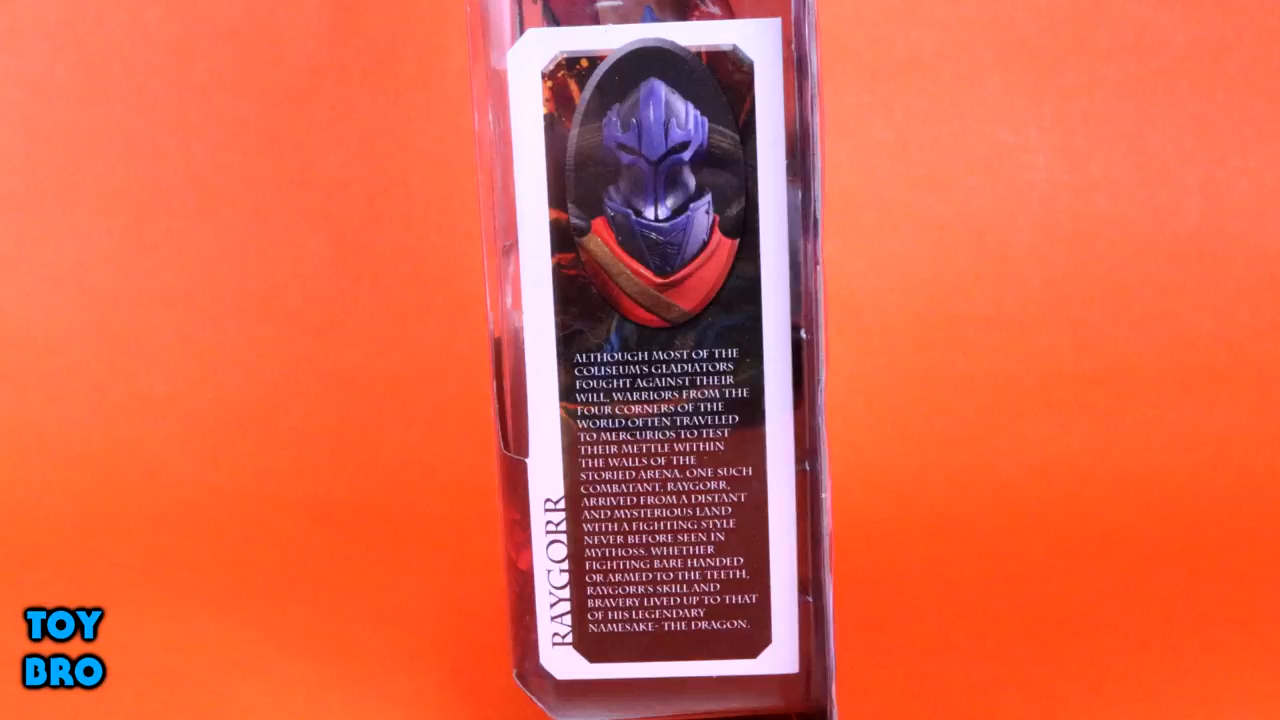 ALTHOUGH MOST OF THE
COLISEUM'S GLADIATORS
FOUGHT AGAINST THEIR
WILL, WARRIORS FROM THE
FOUR CORNERS OF THE
WORLD OFTEN TRAVELED
TO MERCURIOS TO TEST
THEIR METTLE WITHIN
THE WALLS OF THE
STORIED ARENA. ONE SUCH
COMBATANT, RAYGORR,
ARRIVED FROM A DISTANT
AND MYSTERIOUS LAND
WITH A FIGHTING STYLE
NEVER BEFORE SEEN IN
MYTHOSS. WHETHER
FIGHTING BARE HANDED
OR ARMED TO THE TEETH,
RAYGORR'S SKILL AND
BRAVERY LIVED UP TO THAT
OF HIS LEGENDARY
NAMESAKE- THE DRAGON.
RAYGORR
TOY
BRO